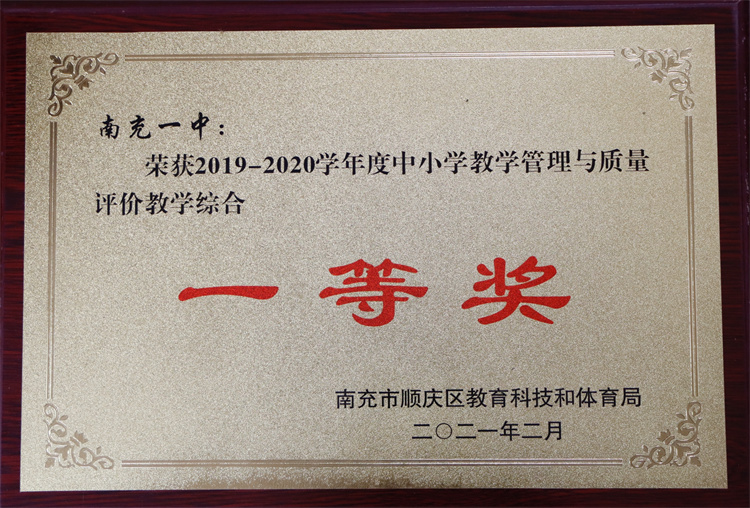 南充一中：
荣获2019-2020学年度中小学教学管理与质量
评价教学综合
一等奖
南充市顺庆区教育科技和体育局
二〇二一年二月